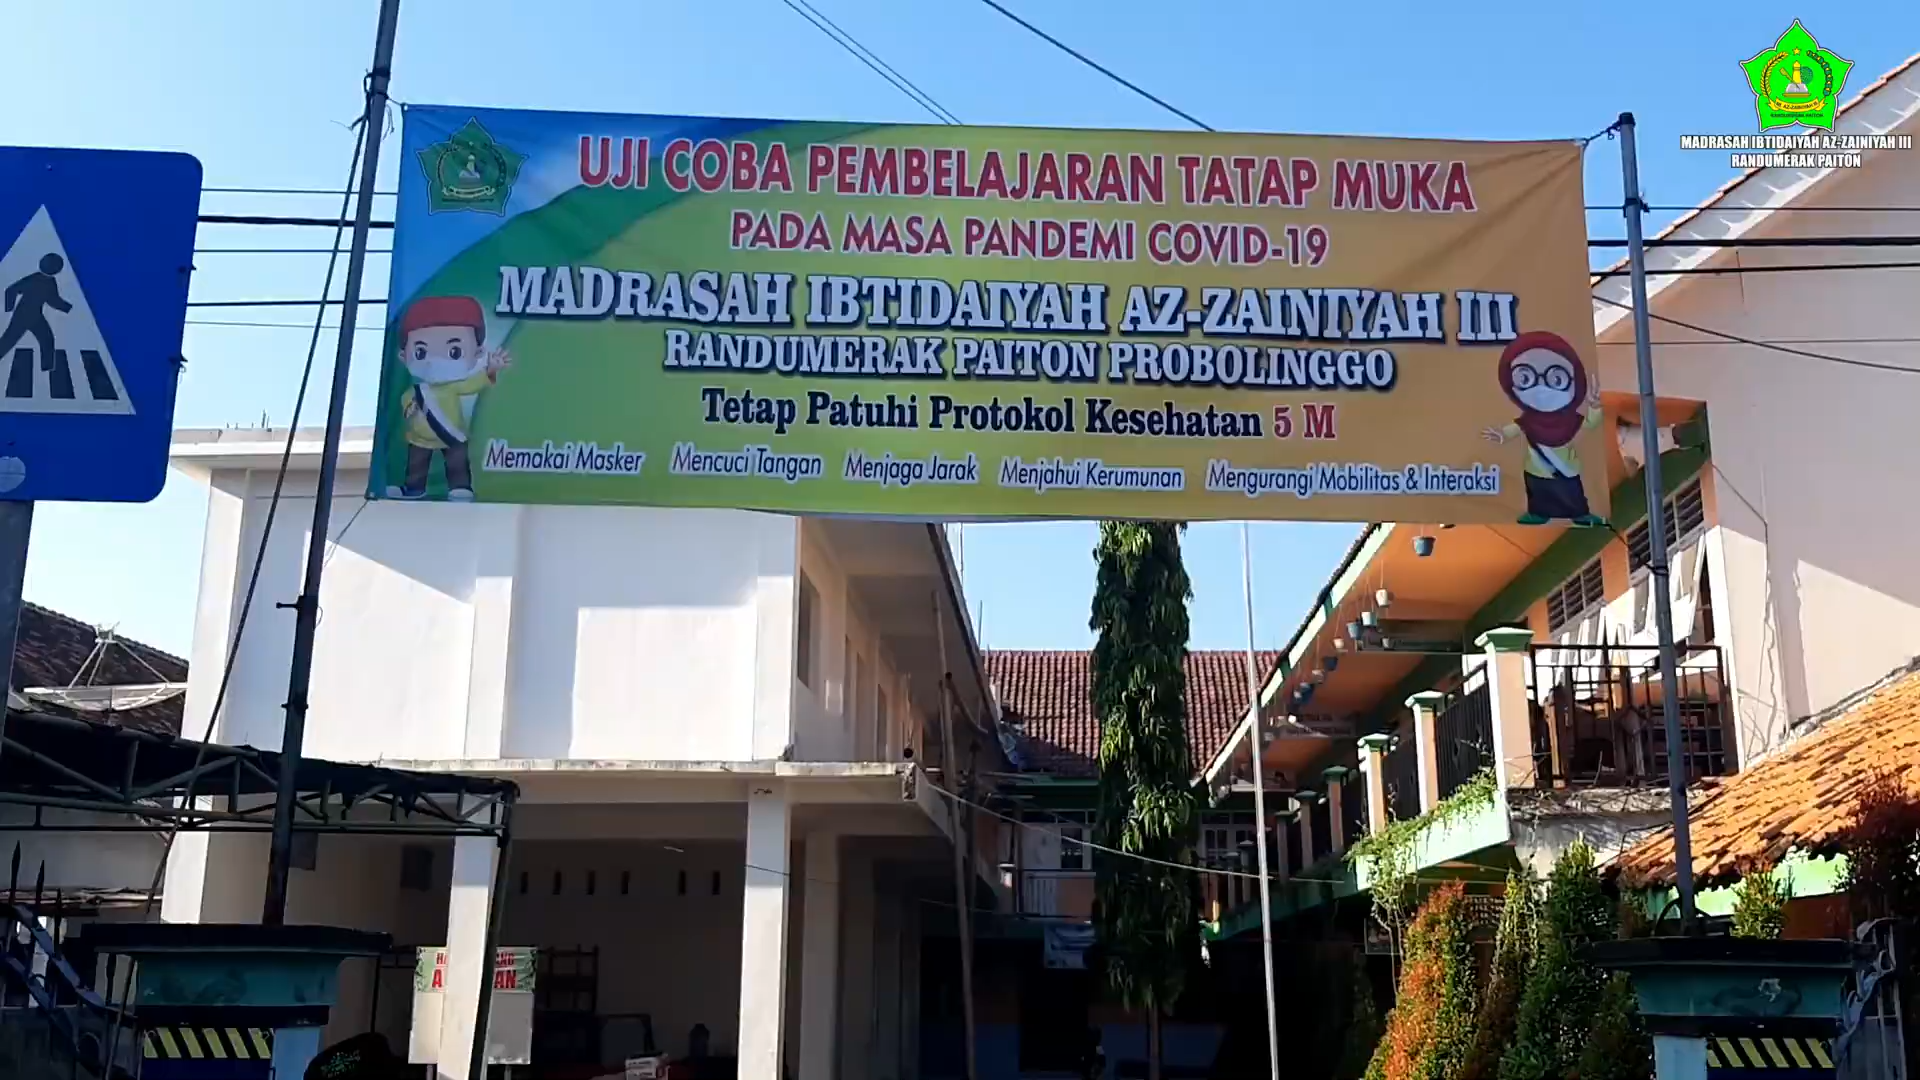 UJI COBA PEMBELAJARAN TATAP MUKA
PADA MASA PANDEMI COVID-19
MADRASAH IBTIDAIYAH AZ-ZAINIYAH III
RANDUMERAK PAITON PROBOLINGGO
Tetap Patuhi Protokol Kesehatan 5 M
Memakai Masker Mencuci Tangan Menjaga Jarak Menjahui Kerumunan Mengurangi Mobilitas & Interaksi
MADRASAH IBTIDAIYAH AZ-ZAINIYAH III
RANDUMERAK PAITON